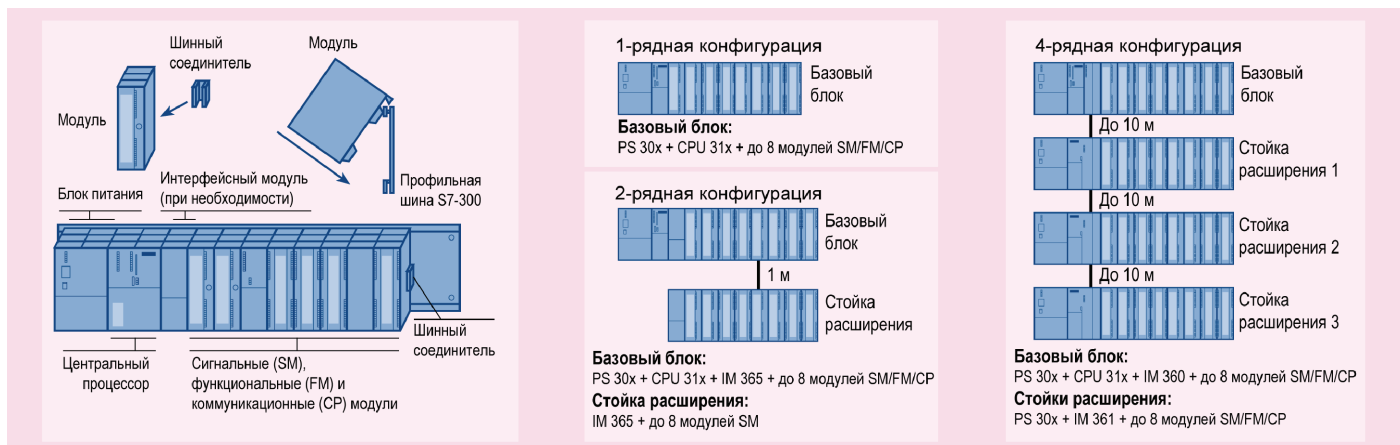 Шинный
соединитель
Модуль
Модуль
Блок питания
Интерфейсный модуль
(при необходимости)
Профильная
шина S7-300
Шинный
соединитель
Центральный
процессор
Сигнальные (SM),
функциональные (FM) и
коммуникационные (CP) модули
1-рядная конфигурация
Базовый
блок
Базовый блок:
PS 30x + CPU 31x + до 8 модулей SM/FM/CP
2-рядная конфигурация
Базовый
блок
1 м
Стойка
расширения
Базовый блок:
PS 30x + CPU 31x + IM 365 + до 8 модулей SM/FM/CP
Стойка расширения:
IM 365 + до 8 модулей SM
4-рядная конфигурация
Базовый
блок
До 10 м
Стойка
расширения 1
До 10 м
Стойка
расширения 2
До 10 м
Стойка
расширения 3
Базовый блок:
PS 30x + CPU 31x + IM 360 + до 8 модулей SM/FM/CP
Стойки расширения:
PS 30x + IM 361 + до 8 модулей SM/FM/CP